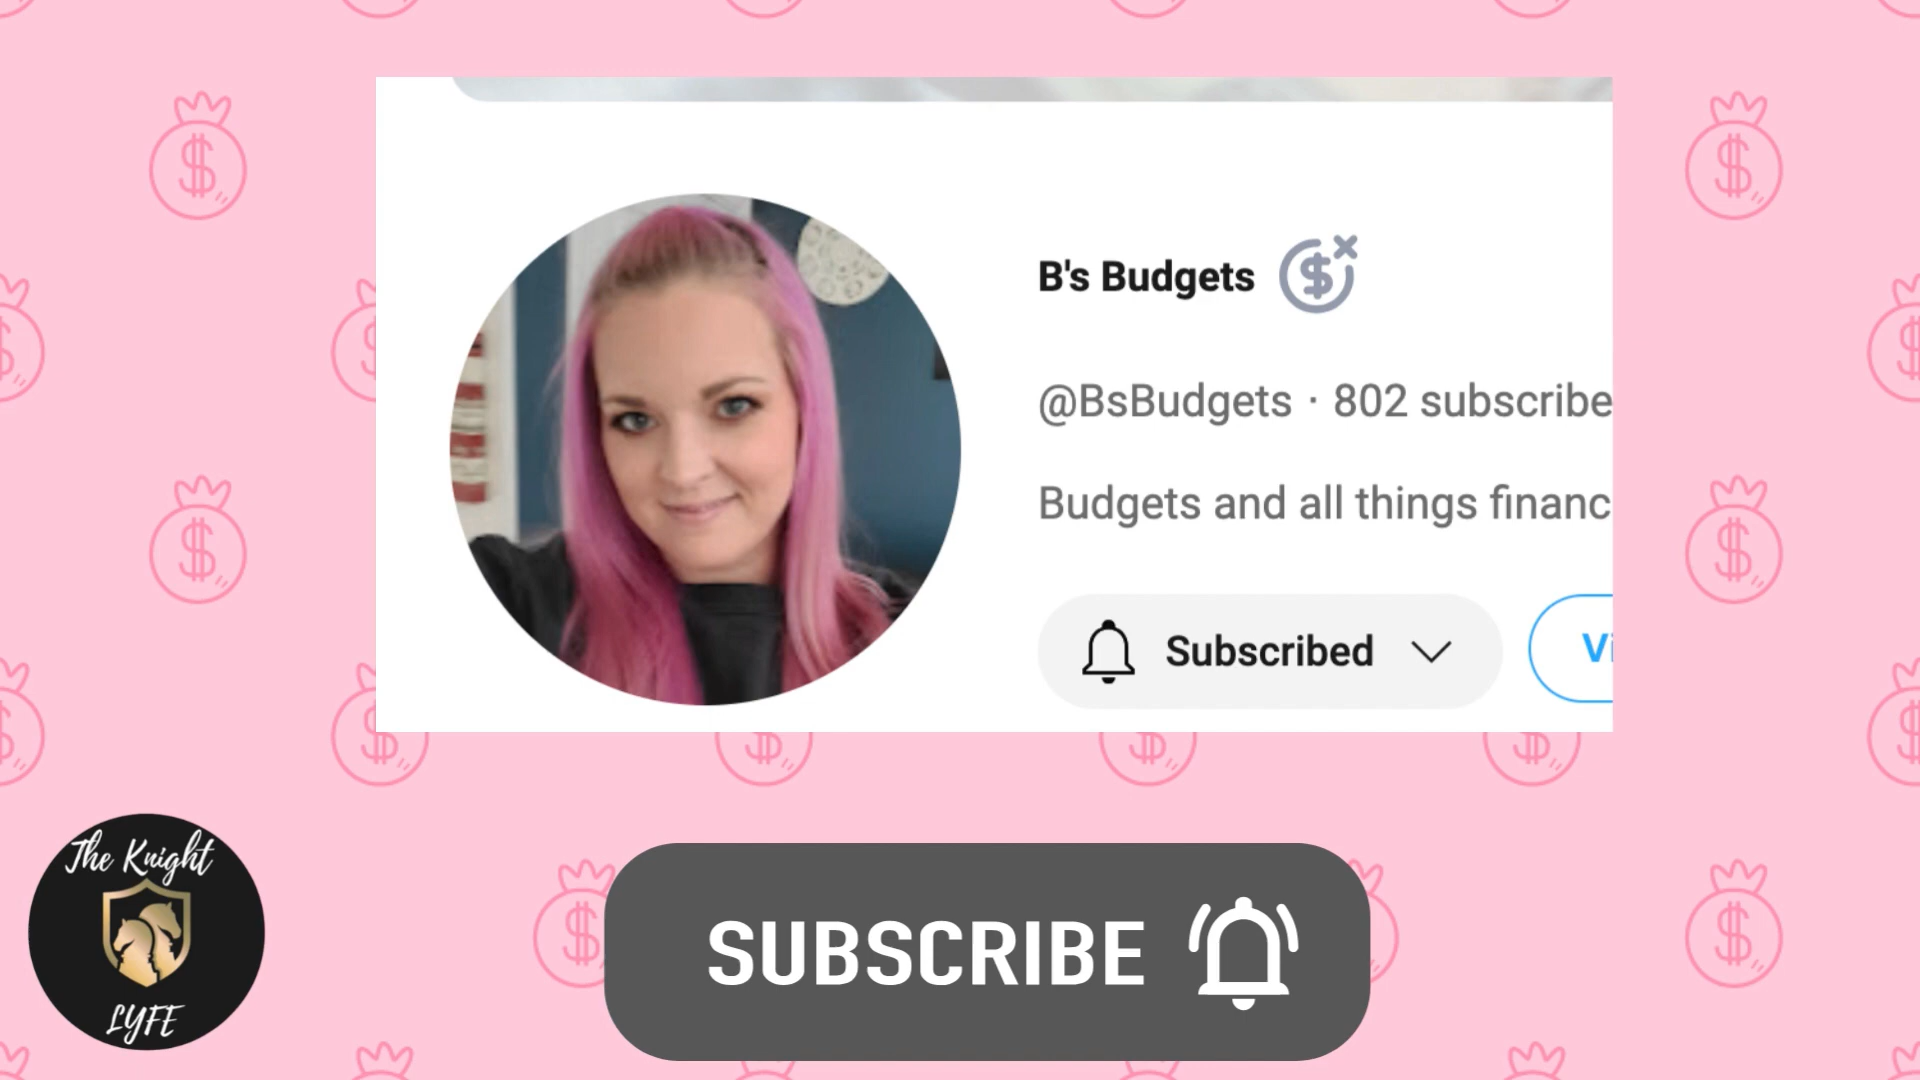 B's Budgets
@BsBudgets · 802 subscribe
Budgets and all things financ
Subscribed
Vi
The Knight
LYFE
SUBSCRIBE